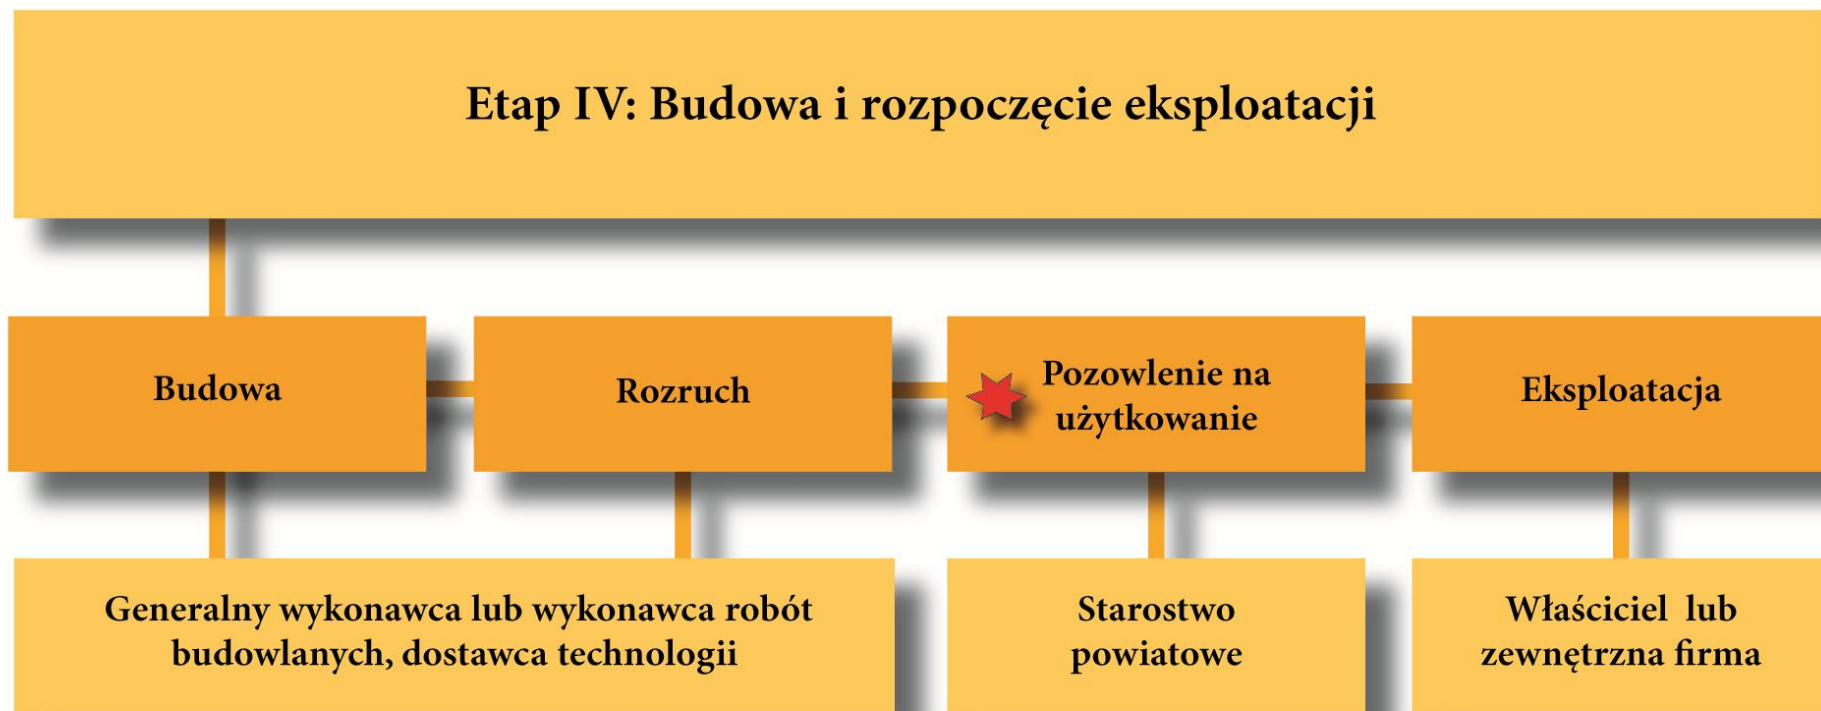 Etap IV: Budowa i rozpoczęcie eksploatacji
Budowa
Rozruch
Pozowlenie na
użytkowanie
Eksploatacja
Generalny wykonawca lub wykonawca robót
budowlanych, dostawca technologii
Starostwo
powiatowe
Właściciel lub
zewnętrzna firma